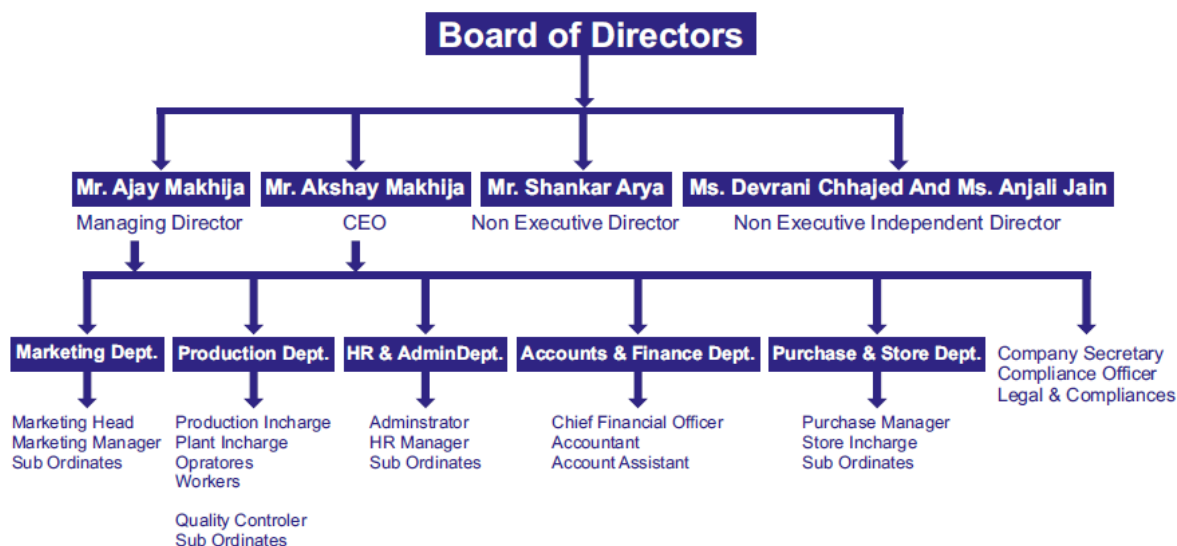 Board of Directors
Mr. Ajay Makhija
Managing Director
Mr. Akshay Makhija
CEO
Mr. Shankar Arya
Non Executive Director
Ms. Devrani Chhajed And Ms. Anjali Jain
Non Executive Independent Director
Marketing Dept.
Marketing Head
Marketing Manager
Sub Ordinates
Production Dept.
Production Incharge
Plant Incharge
Opratores
Workers
Quality Controler
Sub Ordinates
HR & AdminDept.
Adminstrator
HR Manager
Sub Ordinates
Accounts & Finance Dept.
Chief Financial Officer
Accountant
Account Assistant
Purchase & Store Dept.
Purchase Manager
Store Incharge
Sub Ordinates
Company Secretary
Compliance Officer
Legal & Compliances